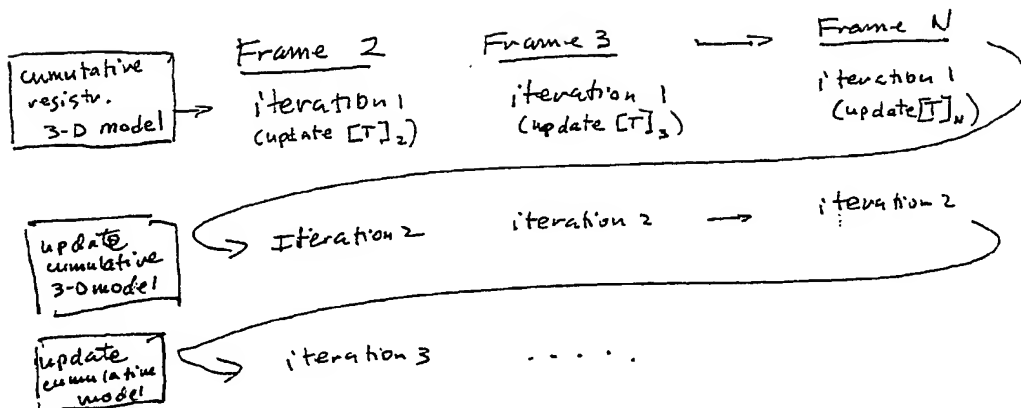 Frame 2 Frame 3 Frame N
cumutative
registr.
3-D model
iteration 1 iteration 1 iteration 1
(update [T]2) (update [T]3) (update [T]N)
update
cumulative
3-D model
Iteration 2 iteration 2 iteration 2
update
cumulative
model
iteration 3 . . . . .